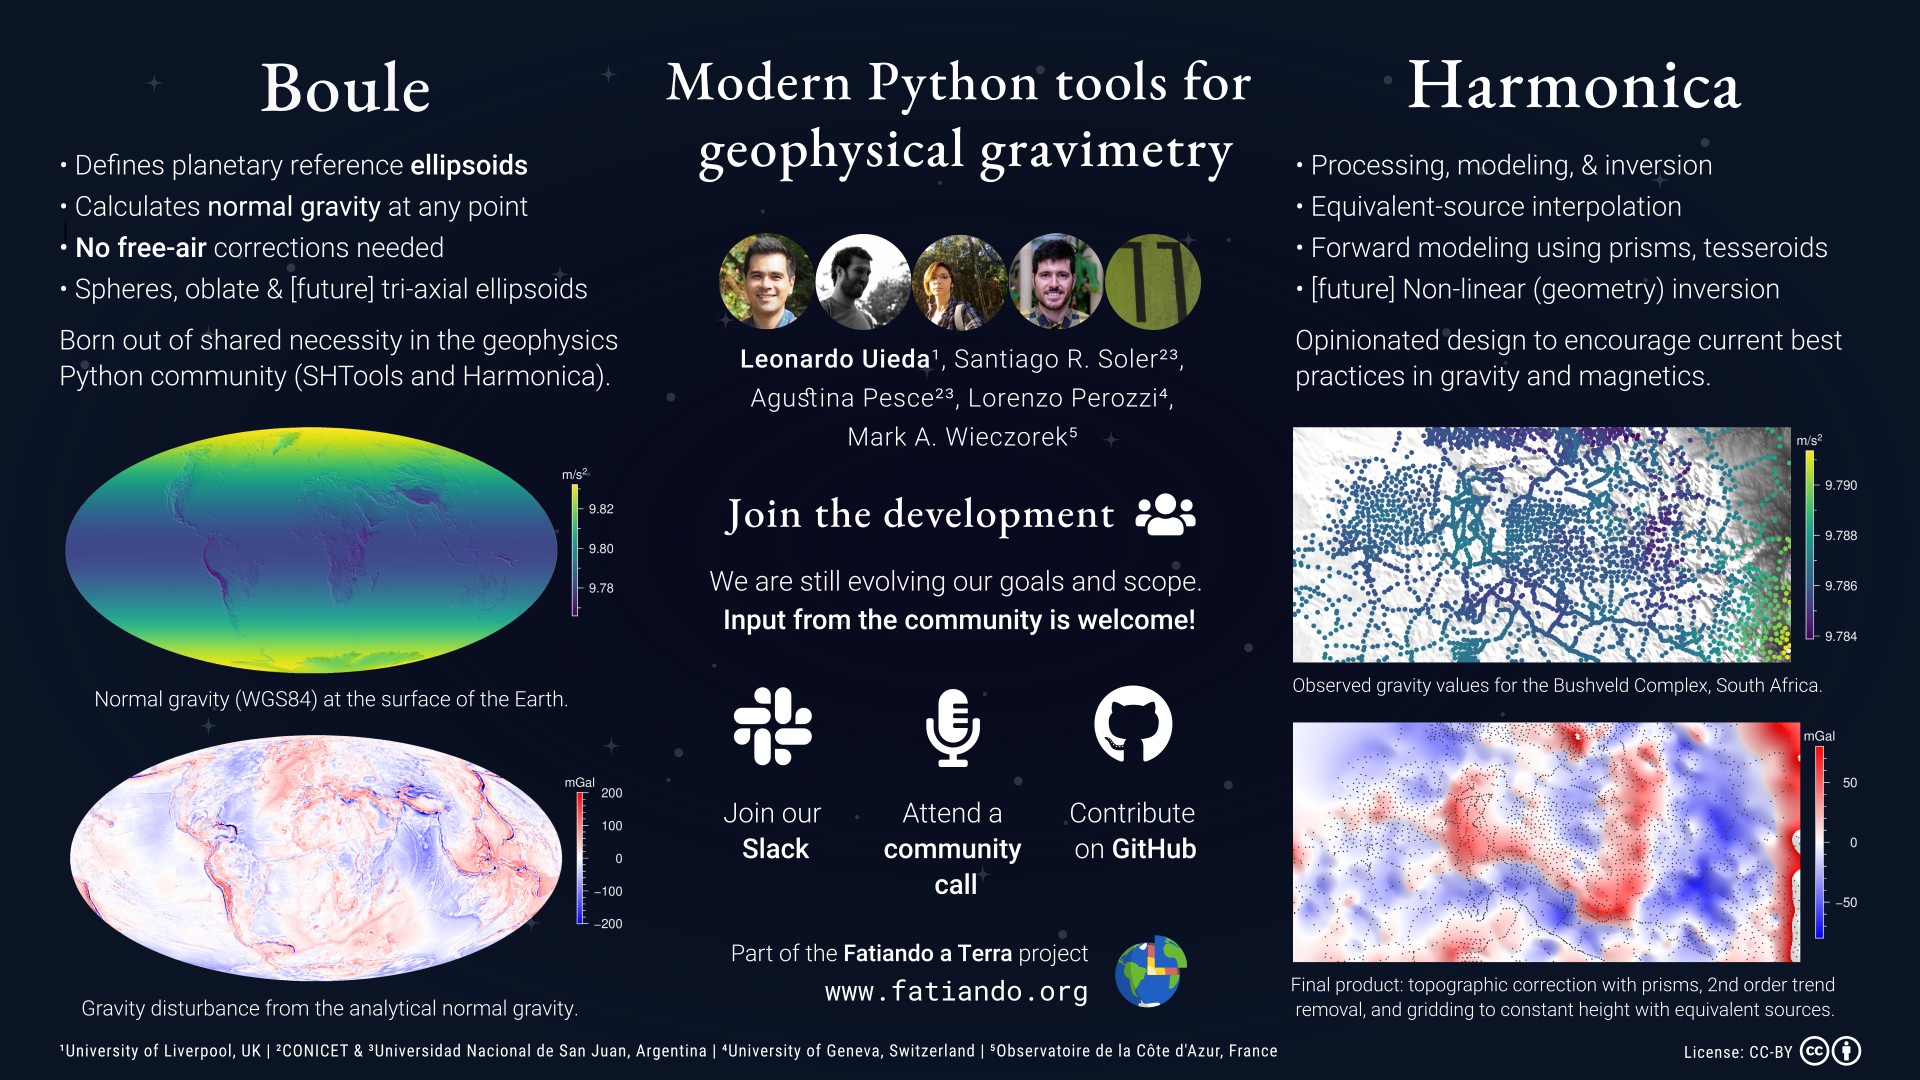 Boule
• Defines planetary reference ellipsoids
• Calculates normal gravity at any point
• No free-air corrections needed
• Spheres, oblate & [future] tri-axial ellipsoids
Born out of shared necessity in the geophysics
Python community (SHTools and Harmonica).
m/s²
9.82
9.80
9.78
Normal gravity (WGS84) at the surface of the Earth.
mGal
200
100
0
−100
−200
Gravity disturbance from the analytical normal gravity.
Modern Python tools for
geophysical gravimetry
Leonardo Uieda¹, Santiago R. Soler²³,
Agustina Pesce²³, Lorenzo Perozzi⁴,
Mark A. Wieczorek⁵
Join the development
We are still evolving our goals and scope.
Input from the community is welcome!
Join our
Slack
Attend a
community
call
Contribute
on GitHub
Part of the Fatiando a Terra project
www.fatiando.org
Harmonica
• Processing, modeling, & inversion
• Equivalent-source interpolation
• Forward modeling using prisms, tesseroids
• [future] Non-linear (geometry) inversion
Opinionated design to encourage current best
practices in gravity and magnetics.
m/s²
9.790
9.788
9.786
9.784
Observed gravity values for the Bushveld Complex, South Africa.
mGal
50
0
−50
Final product: topographic correction with prisms, 2nd order trend
removal, and gridding to constant height with equivalent sources.
¹University of Liverpool, UK | ²CONICET & ³Universidad Nacional de San Juan, Argentina | ⁴University of Geneva, Switzerland | ⁵Observatoire de la Côte d'Azur, France
License: CC-BY
cc